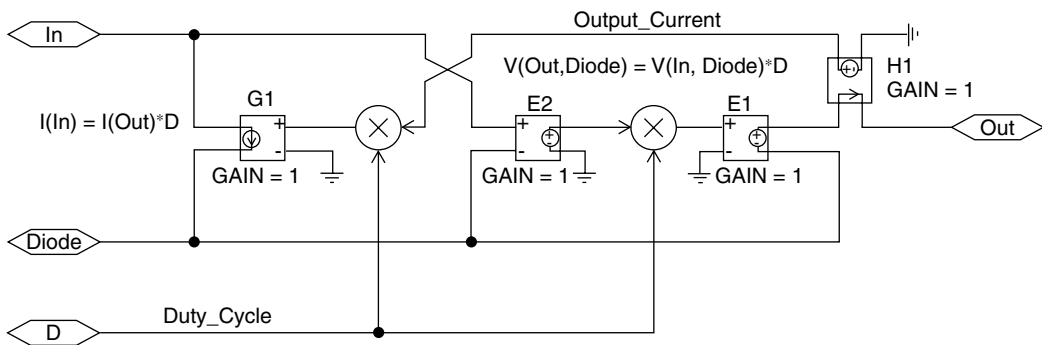 In
Output_Current
V(Out,Diode) = V(In, Diode)*D
H1
GAIN = 1
I(In) = I(Out)*D
G1
+
-
GAIN = 1
E2
+
-
+
-
GAIN = 1
E1
+
-
+
-
GAIN = 1
Out
Diode
Duty_Cycle
D